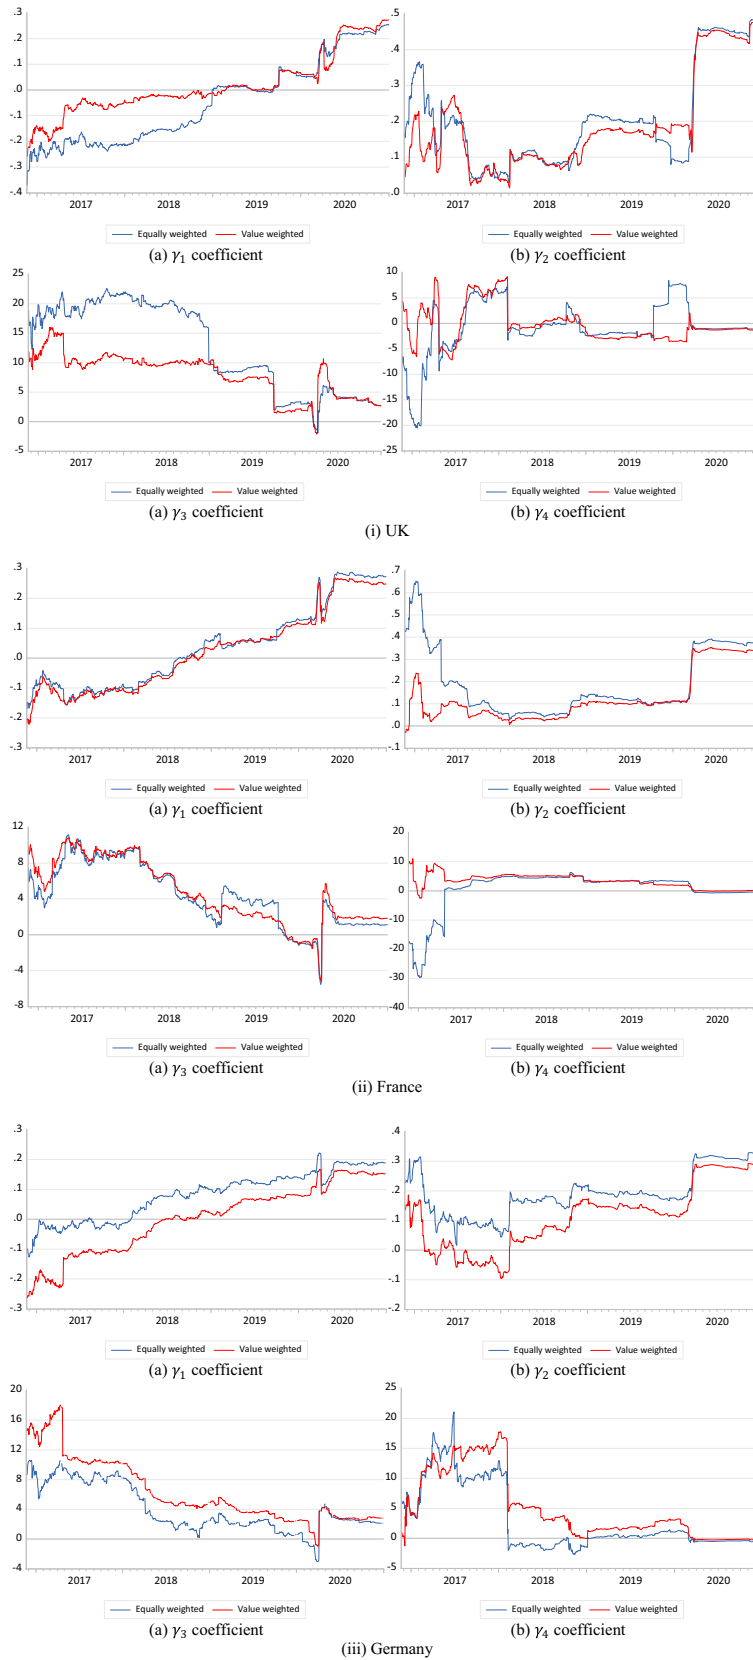 .3
.2
.1
.0
-.1
-.2
-.3
-.4
2017 2018 2019 2020
Equally weighted Value weighted
(a) γ1 coefficient
.5
.4
.3
.2
.1
.0
2017 2018 2019 2020
Equally weighted Value weighted
(b) γ2 coefficient
25
20
15
10
5
0
-5
2017 2018 2019 2020
Equally weighted Value weighted
(a) γ3 coefficient
10
5
0
-5
-10
-15
-20
-25
2017 2018 2019 2020
Equally weighted Value weighted
(b) γ4 coefficient
(i) UK
.3
.2
.1
.0
-.1
-.2
-.3
2017 2018 2019 2020
Equally weighted Value weighted
(a) γ1 coefficient
.7
.6
.5
.4
.3
.2
.1
.0
-.1
2017 2018 2019 2020
Equally weighted Value weighted
(b) γ2 coefficient
12
8
4
0
-4
-8
2017 2018 2019 2020
Equally weighted Value weighted
(a) γ3 coefficient
20
10
0
-10
-20
-30
-40
2017 2018 2019 2020
Equally weighted Value weighted
(b) γ4 coefficient
(ii) France
.3
.2
.1
.0
-.1
-.2
-.3
2017 2018 2019 2020
Equally weighted Value weighted
(a) γ1 coefficient
.4
.3
.2
.1
.0
-.1
-.2
2017 2018 2019 2020
Equally weighted Value weighted
(b) γ2 coefficient
20
16
12
8
4
0
-4
2017 2018 2019 2020
Equally weighted Value weighted
(a) γ3 coefficient
25
20
15
10
5
0
-5
2017 2018 2019 2020
Equally weighted Value weighted
(b) γ4 coefficient
(iii) Germany